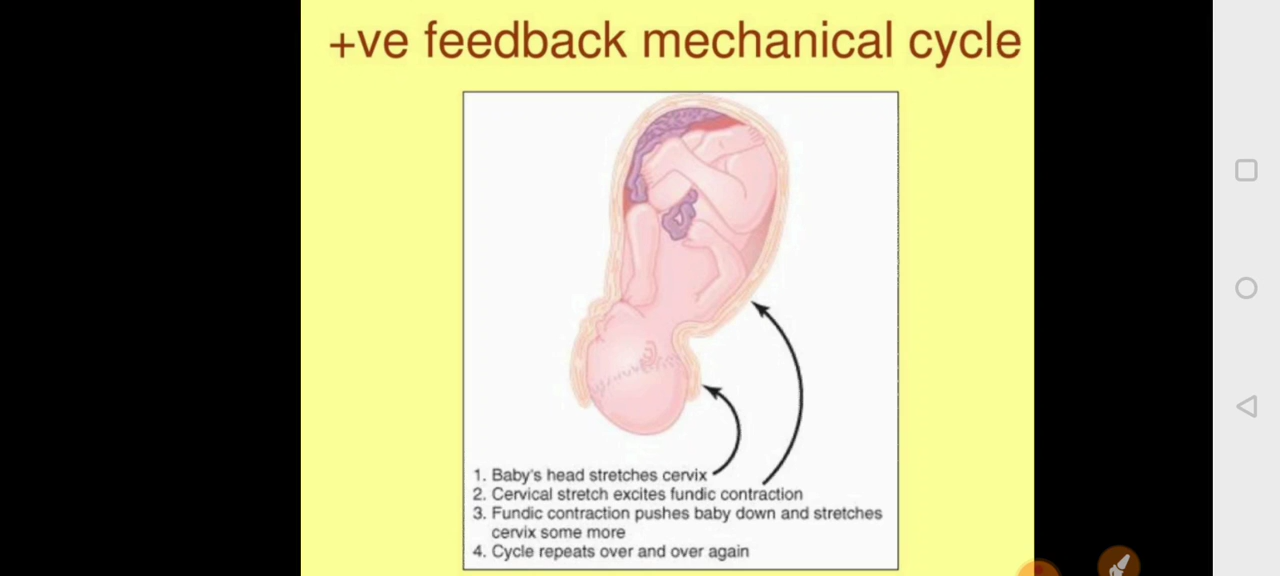 +ve feedback mechanical cycle
1. Baby's head stretches cervix
2. Cervical stretch excites fundic contraction
3. Fundic contraction pushes baby down and stretches
cervix some more
4. Cycle repeats over and over again